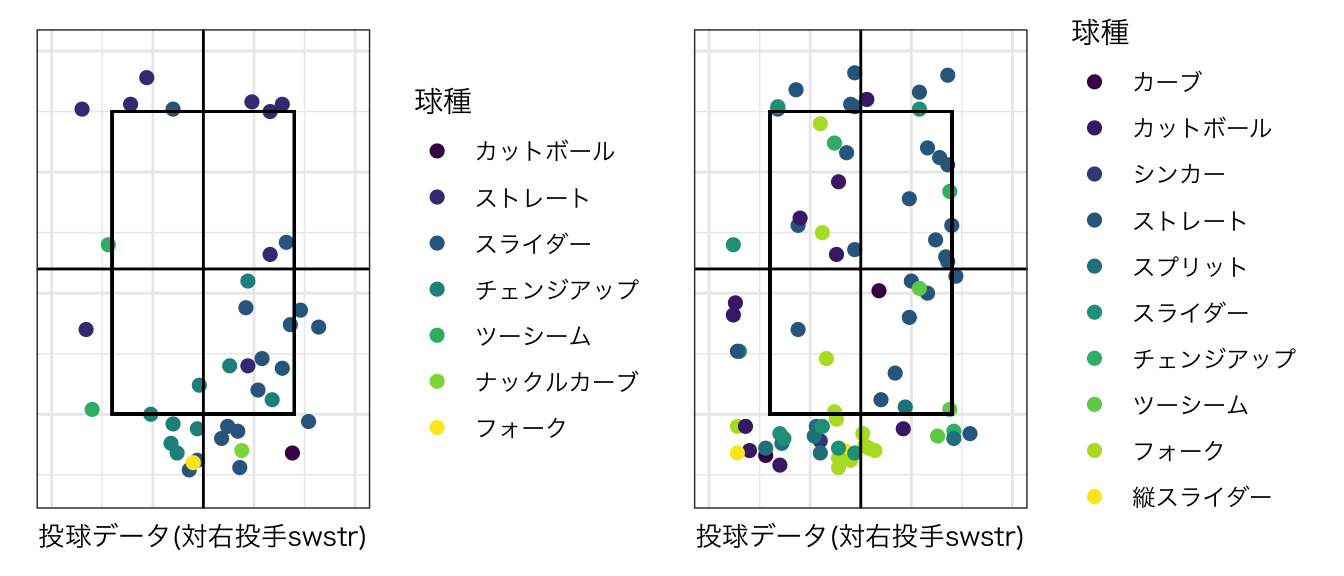 球種
カットボール
ストレート
スライダー
チェンジアップ
ツーシーム
ナックルカーブ
フォーク
投球データ(対右投手swstr)
球種
カーブ
カットボール
シンカー
ストレート
スプリット
スライダー
チェンジアップ
ツーシーム
フォーク
縦スライダー
投球データ(対右投手swstr)